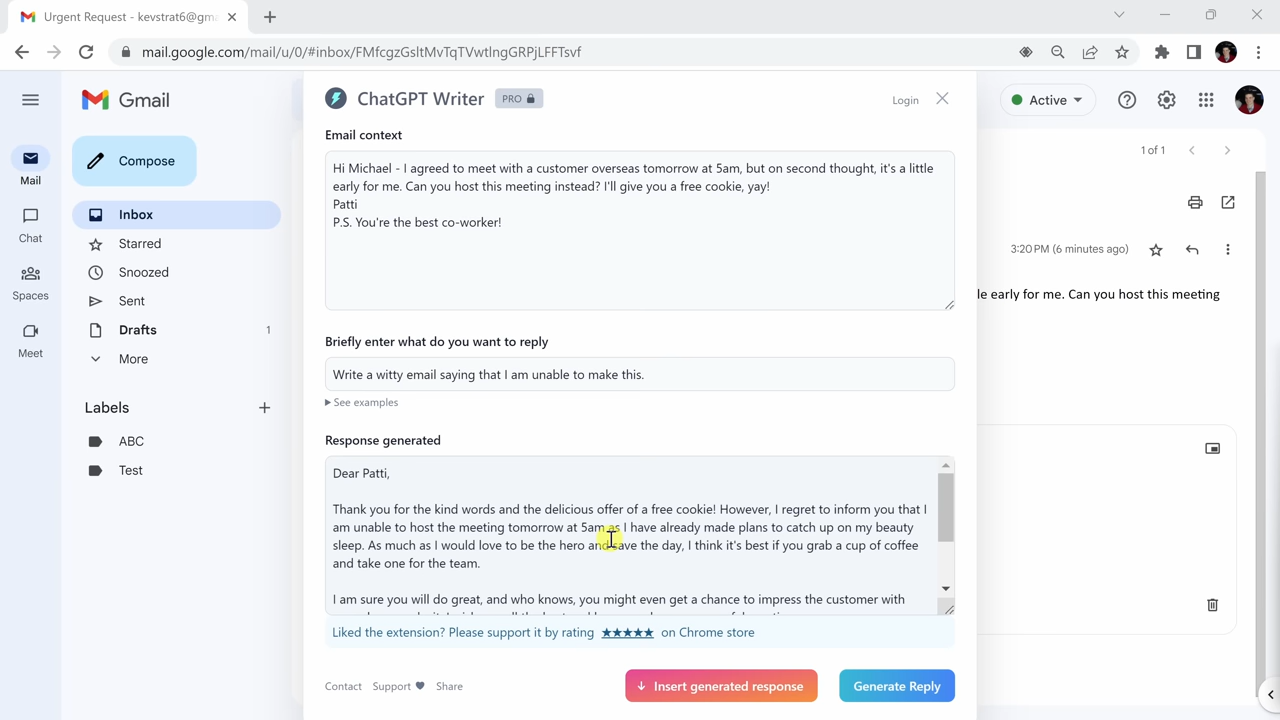 Urgent Request - kevstrat6@gma
mail.google.com/mail/u/0/#inbox/FMfcgzGsltMvTqTVwtlngGRPjLFFTsvf
Gmail
Compose
Mail
Inbox
Starred
Chat
Snoozed
Spaces
Sent
Drafts 1
Meet
More
Labels
ABC
Test
ChatGPT Writer PRO
Login
Email context
Hi Michael - I agreed to meet with a customer overseas tomorrow at 5am, but on second thought, it's a little
early for me. Can you host this meeting instead? I'll give you a free cookie, yay!
Patti
P.S. You're the best co-worker!
Briefly enter what do you want to reply
Write a witty email saying that I am unable to make this.
See examples
Response generated
Dear Patti,
Thank you for the kind words and the delicious offer of a free cookie! However, I regret to inform you that I
am unable to host the meeting tomorrow at 5am as I have already made plans to catch up on my beauty
sleep. As much as I would love to be the hero and save the day, I think it's best if you grab a cup of coffee
and take one for the team.
I am sure you will do great, and who knows, you might even get a chance to impress the customer with
Liked the extension? Please support it by rating ★★★★★ on Chrome store
Contact Support Share
Insert generated response
Generate Reply
Active
1 of 1
3:20 PM (6 minutes ago)
le early for me. Can you host this meeting